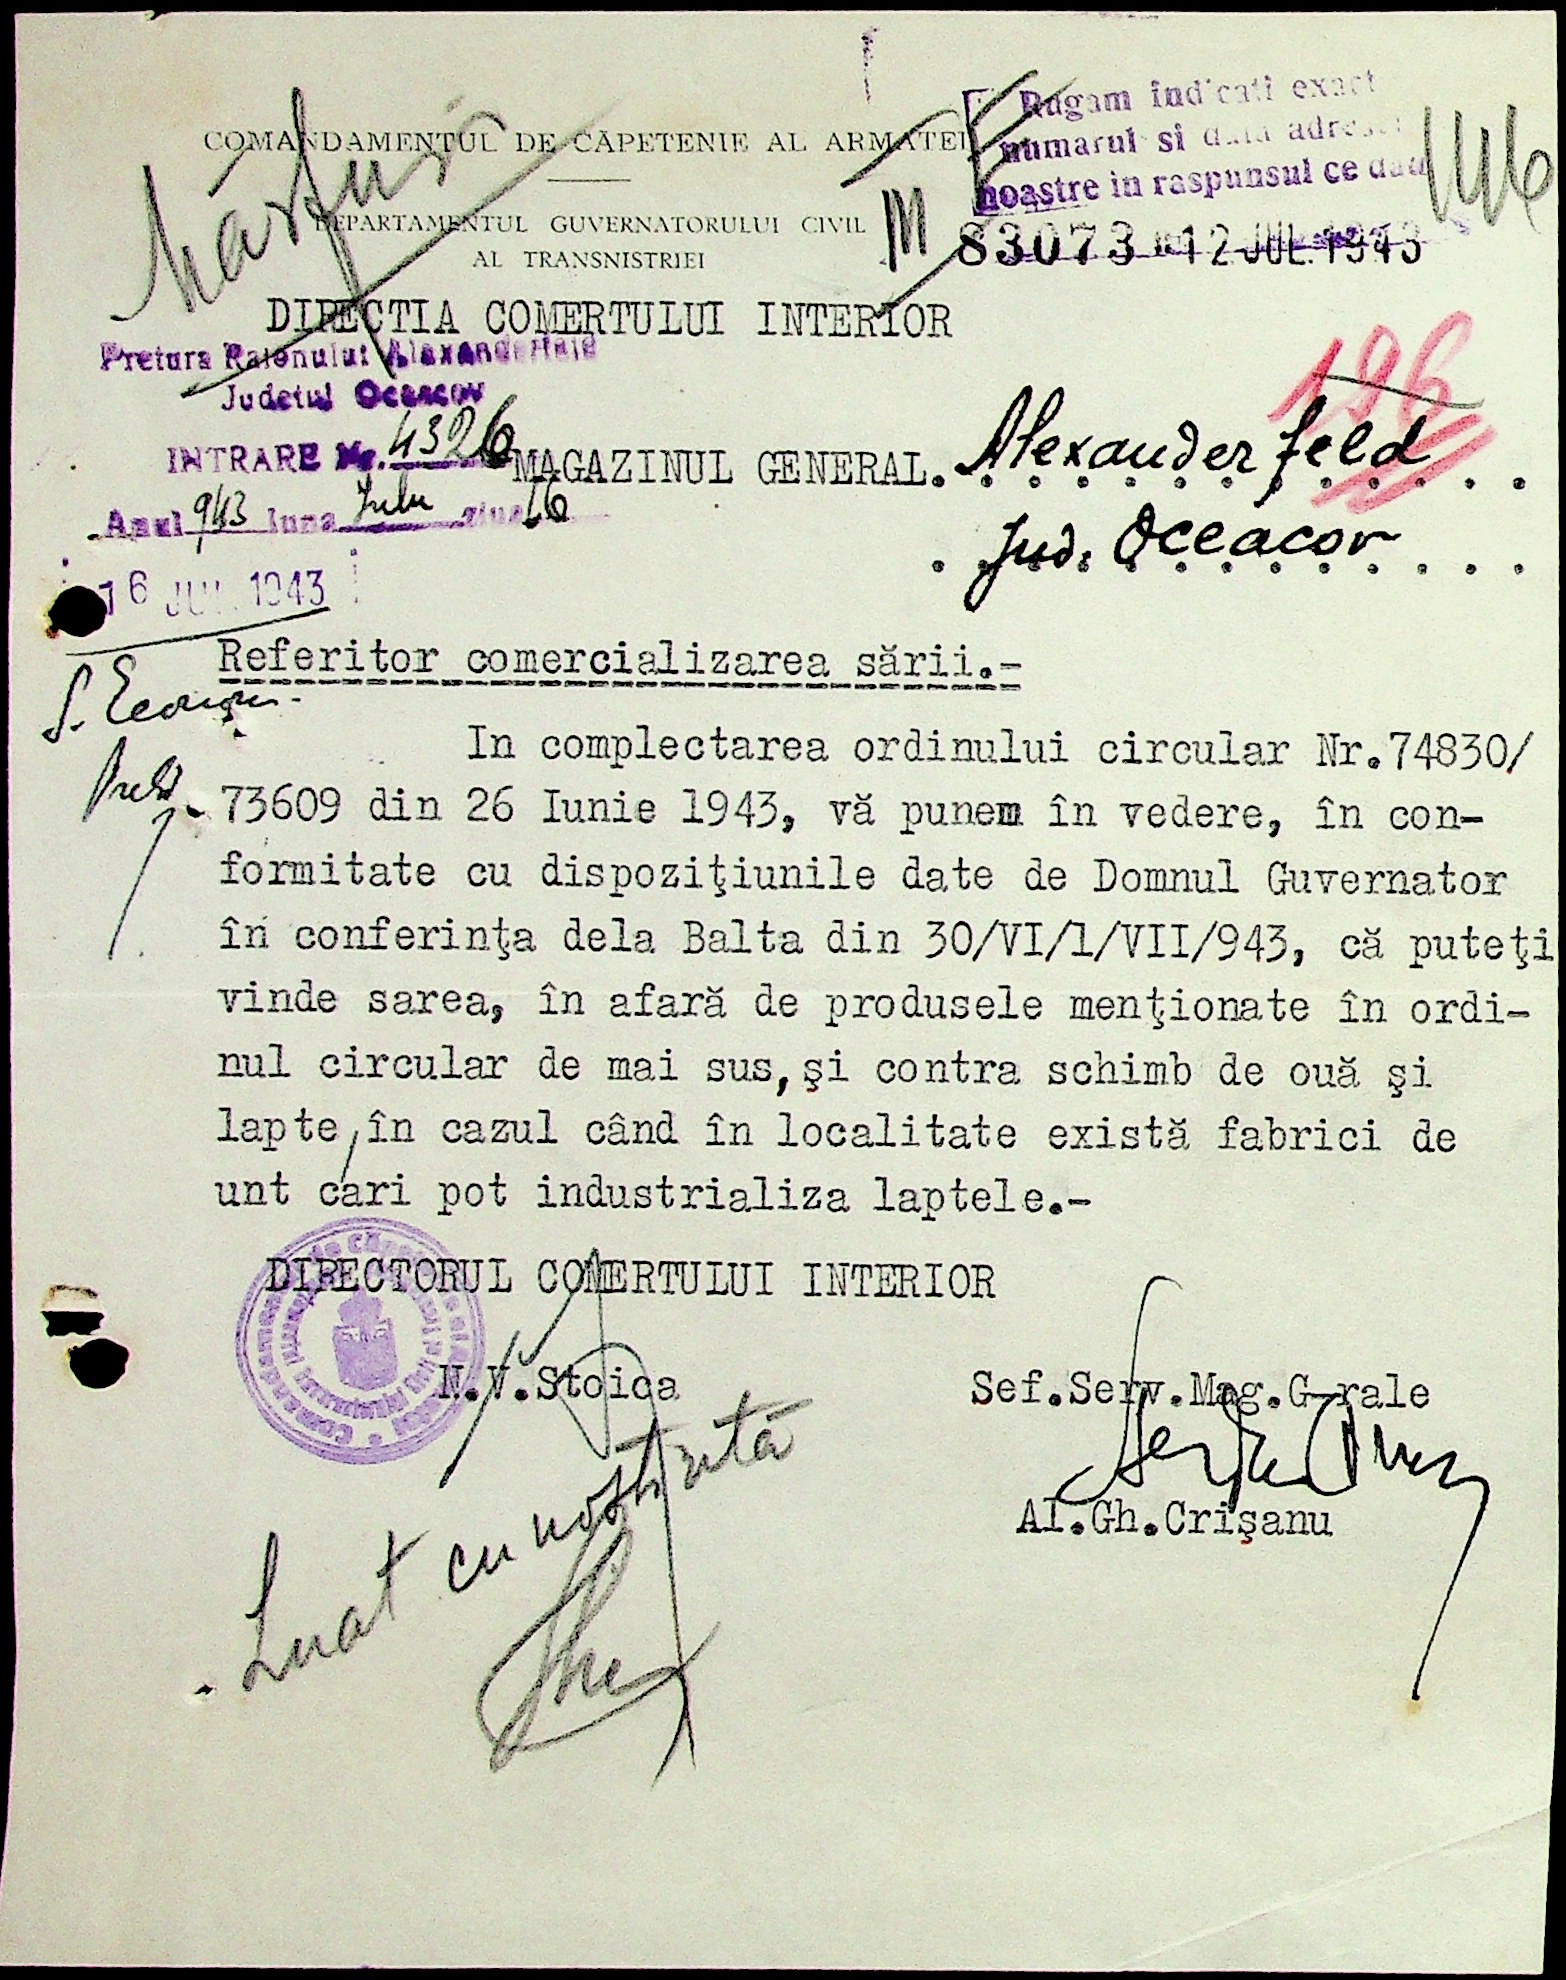 Rugam indicati exact
COMANDAMENTUL DE CĂPETENIE AL ARMATEI
numarul si data adresei
noastre in raspunsul ce dati
146
DEPARTAMENTUL GUVERNATORULUI CIVIL
AL TRANSNISTRIEI
83073 12 JUL. 1943
DIRECTIA COMERTULUI INTERIOR
Pretura Raionului Alexanderfeld
Judetul Oceacov
196
INTRARE Nr. 4326
MAGAZINUL GENERAL. Alexanderfeld
Anul 943 luna Iulie ziua 16
Jud. Oceacov
16 JUL. 1943
Referitor comercializarea sării.-
In complectarea ordinului circular Nr.74830/
73609 din 26 Iunie 1943, vă punem în vedere, în con-
formitate cu dispoziţiunile date de Domnul Guvernator
în conferinţa dela Balta din 30/VI/1/VII/943, că puteţi
vinde sarea, în afară de produsele menţionate în ordi-
nul circular de mai sus, şi contra schimb de ouă şi
lapte, în cazul când în localitate există fabrici de
unt cari pot industrializa laptele.-
DIRECTORUL COMERTULUI INTERIOR
N.V.Stoica
Sef.Serv.Mag.G-rale
Al.Gh.Crişanu
Luat cunoştintă